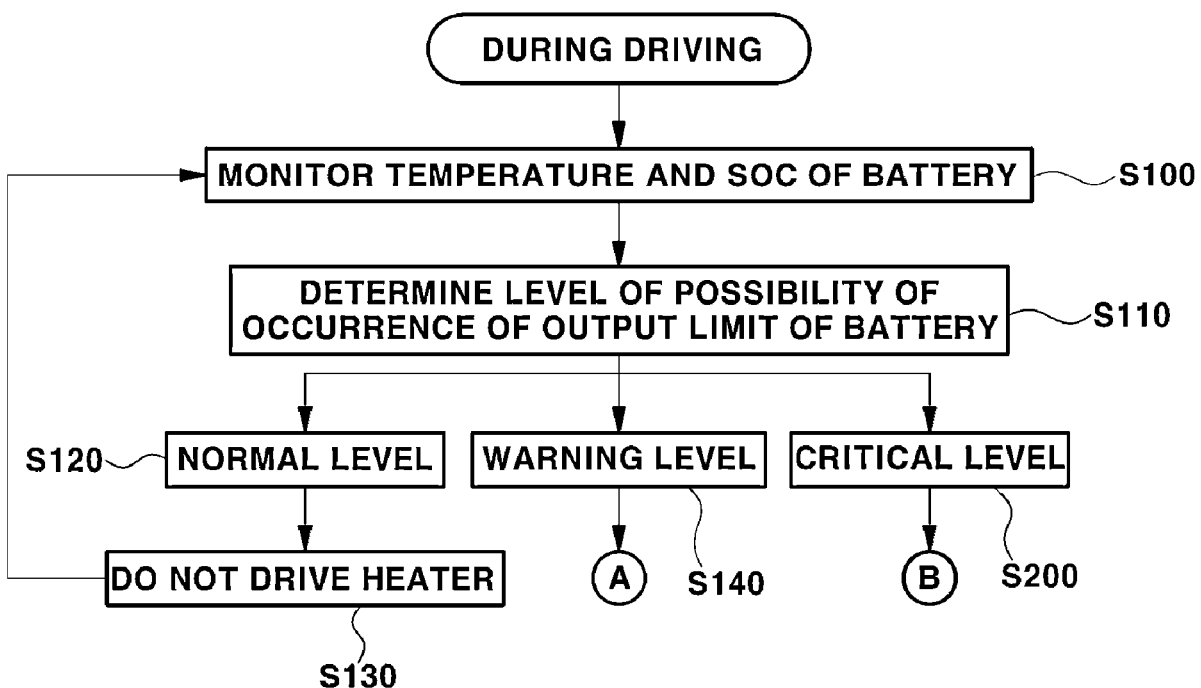 DURING DRIVING
MONITOR TEMPERATURE AND SOC OF BATTERY
S100
DETERMINE LEVEL OF POSSIBILITY OF
OCCURRENCE OF OUTPUT LIMIT OF BATTERY
S110
S120
NORMAL LEVEL
WARNING LEVEL
CRITICAL LEVEL
DO NOT DRIVE HEATER
A
S140
B
S200
S130